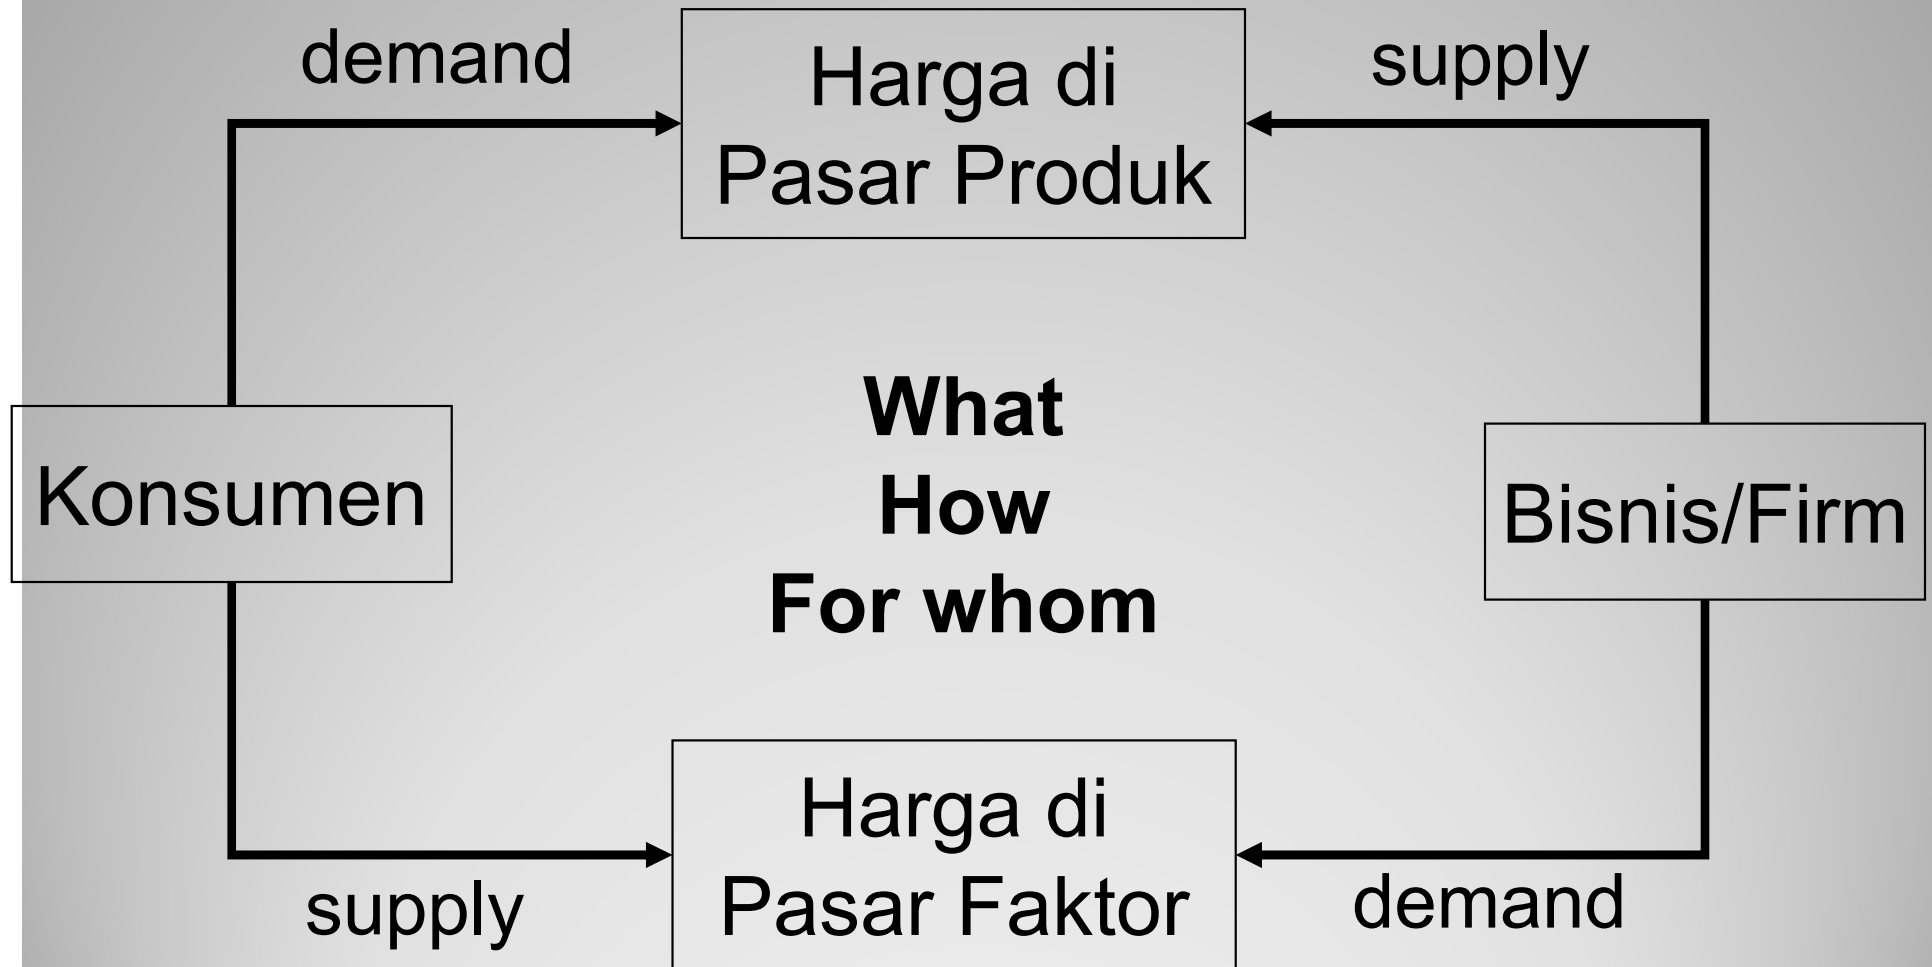 demand
Harga di
Pasar Produk
supply
Konsumen
What
How
For whom
Bisnis/Firm
Harga di
Pasar Faktor
supply
demand